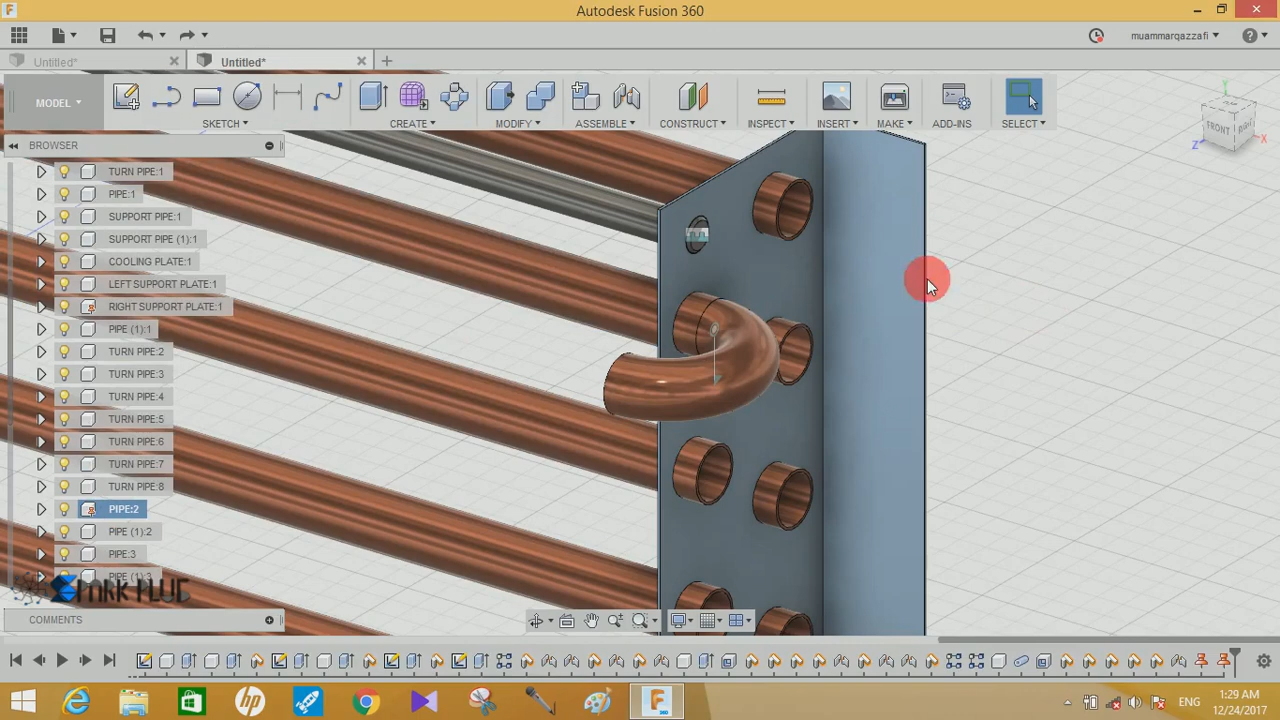 Autodesk Fusion 360
muammarqazzafi
Untitled*
Untitled*
MODEL
SKETCH
CREATE
MODIFY
ASSEMBLE
CONSTRUCT
INSPECT
INSERT
MAKE
ADD-INS
SELECT
BROWSER
TURN PIPE:1
PIPE:1
SUPPORT PIPE:1
SUPPORT PIPE (1):1
COOLING PLATE:1
LEFT SUPPORT PLATE:1
RIGHT SUPPORT PLATE:1
PIPE (1):1
TURN PIPE:2
TURN PIPE:3
TURN PIPE:4
TURN PIPE:5
TURN PIPE:6
TURN PIPE:7
TURN PIPE:8
PIPE:2
PIPE (1):2
PIPE:3
PIPE (1):3
COMMENTS
Y
FRONT
RIGHT
Z
X
ENG
1:29 AM
12/24/2017